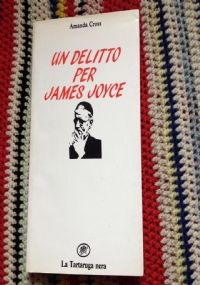 Amanda Cross
UN DELITTO
PER
JAMES JOYCE
La Tartaruga nera